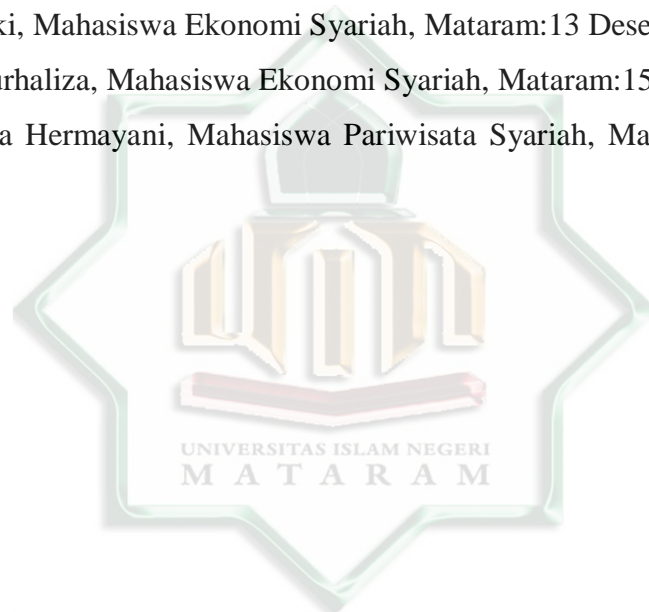 ki, Mahasiswa Ekonomi Syariah, Mataram:13 Dese
urhaliza, Mahasiswa Ekonomi Syariah, Mataram:15
a Hermayani, Mahasiswa Pariwisata Syariah, Ma
UNIVERSITAS ISLAM NEGERI
MATARAM